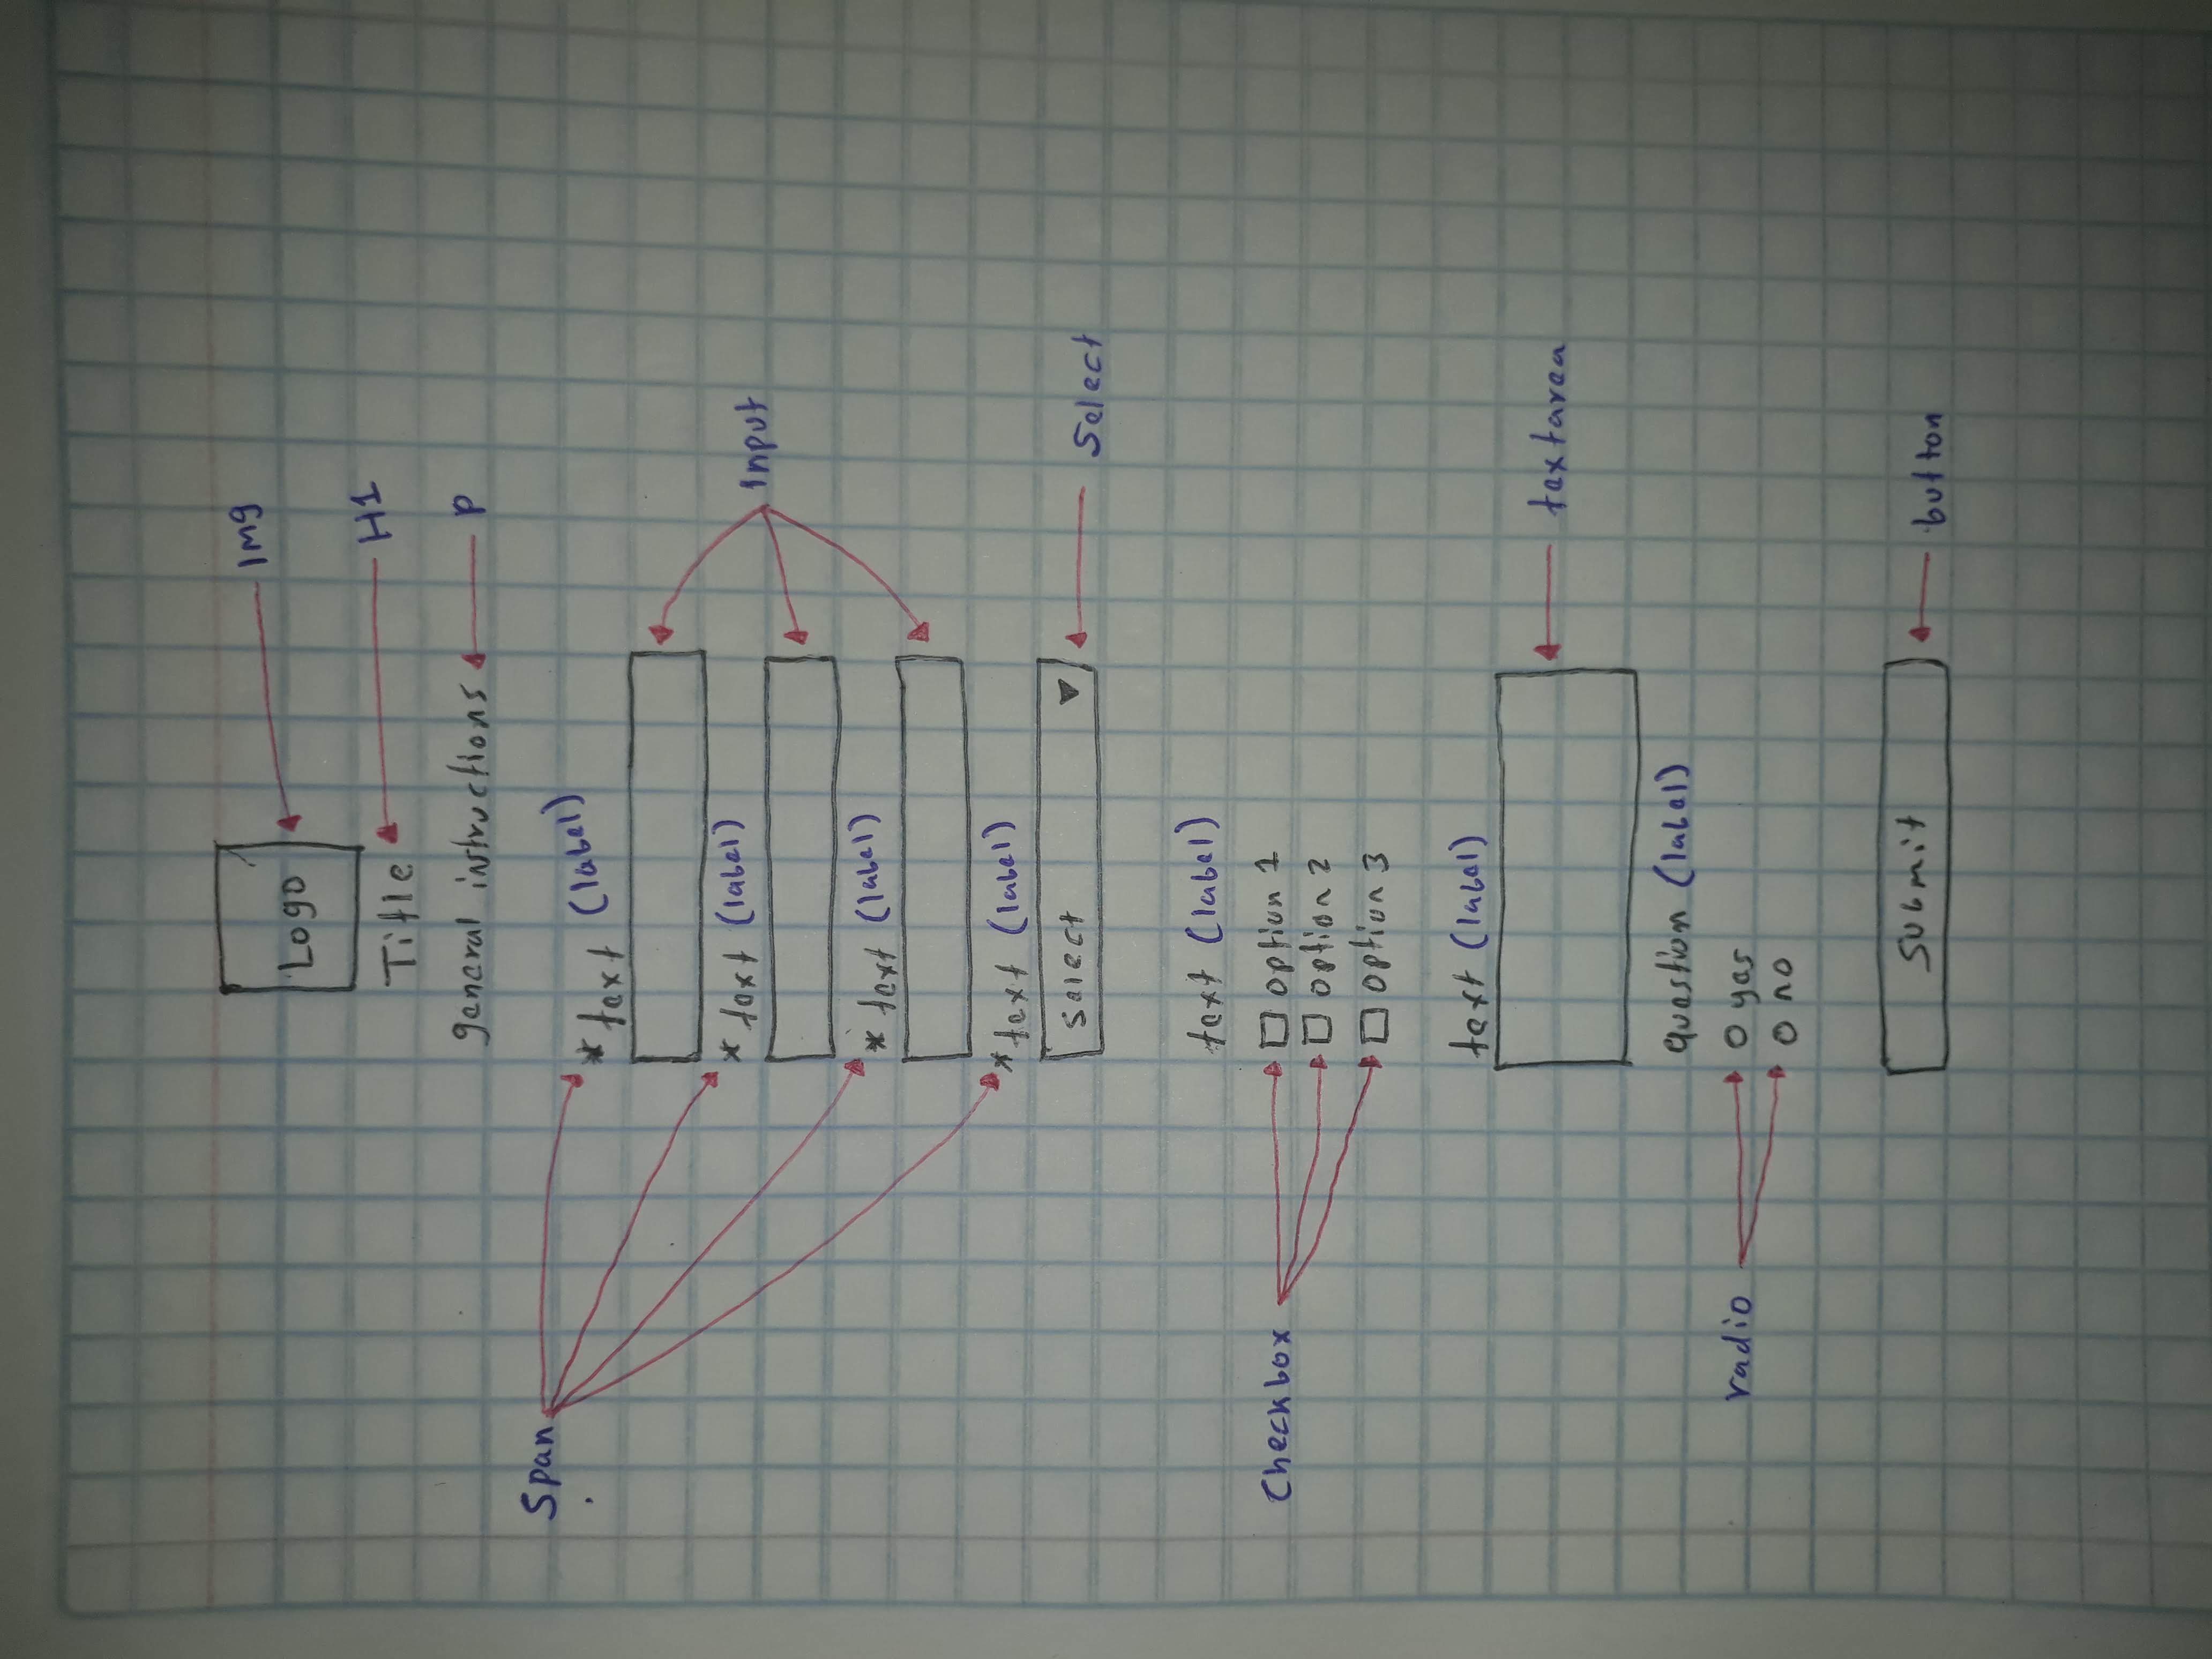 Img
Logo
H1
Title
general instructions
P
Span
* text (label)
* text (label)
Input
* text (label)
* text (label)
Select
Select
text (label)
Checkbox
option 1
option 2
option 3
text (label)
textarea
question (label)
radio
yes
no
Submit
button